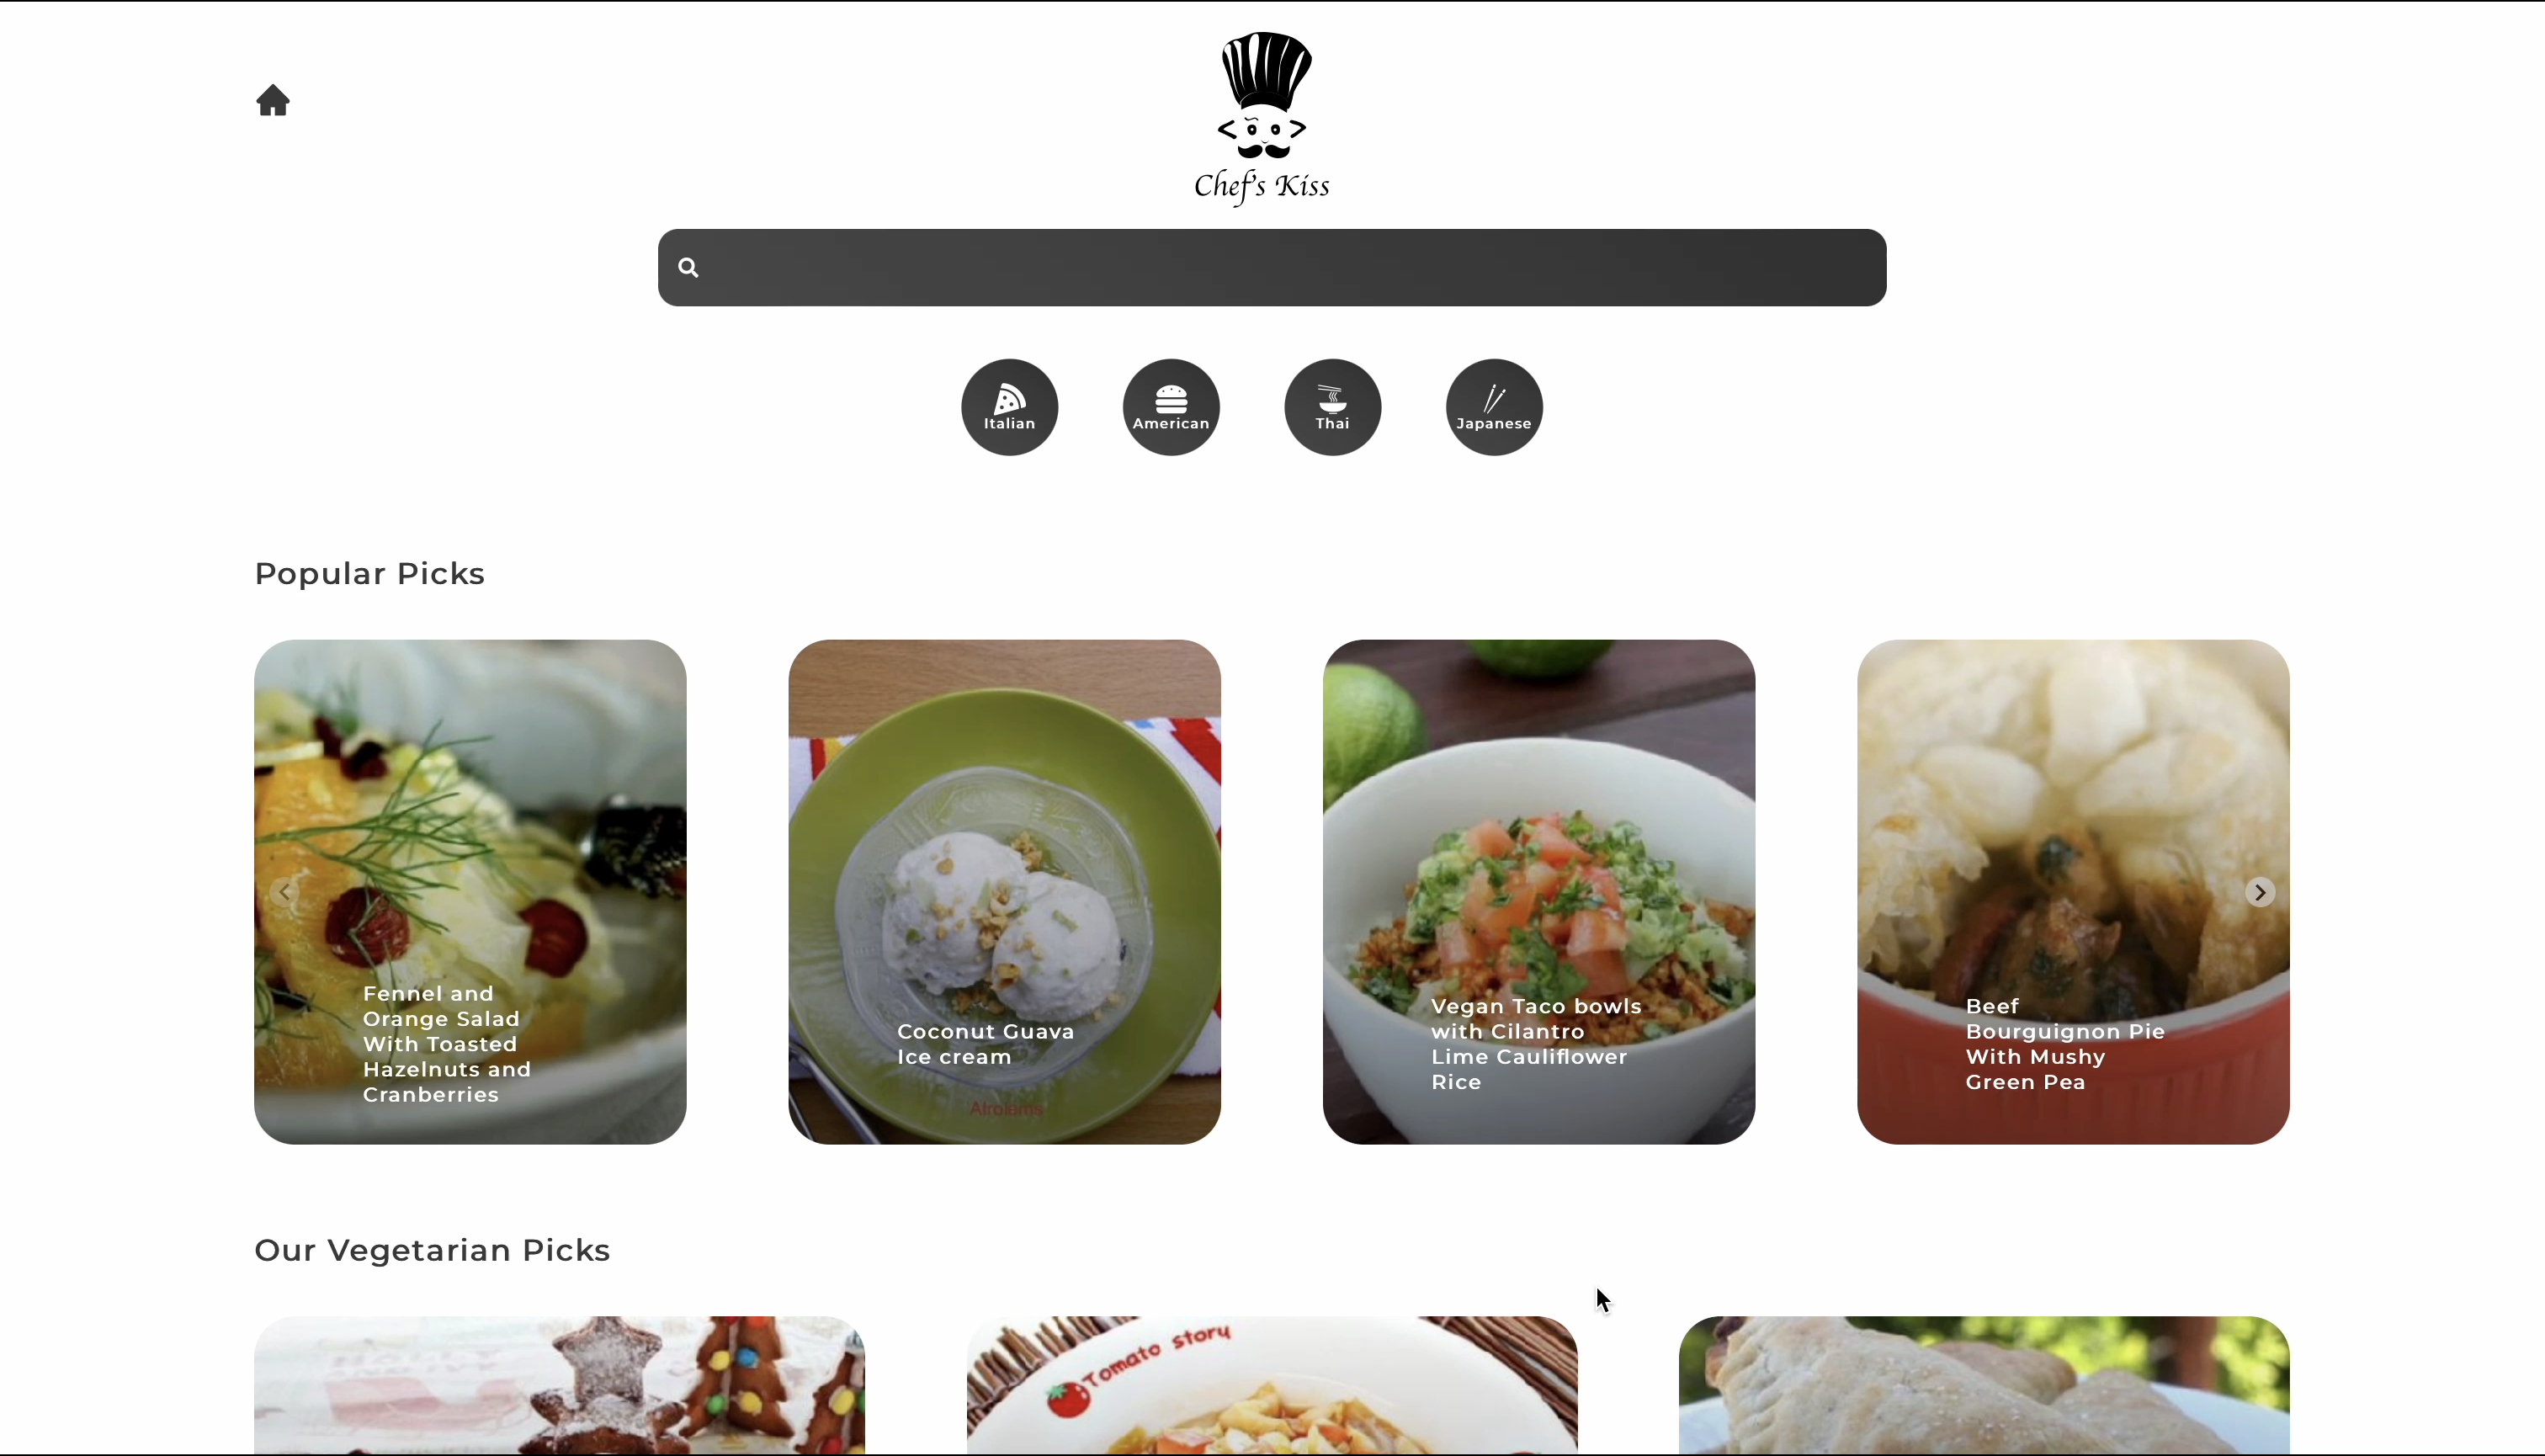 Chef's Kiss
Italian
American
Thai
Japanese
Popular Picks
Fennel and
Orange Salad
With Toasted
Hazelnuts and
Cranberries
Coconut Guava
Ice cream
Afrolems
Vegan Taco bowls
with Cilantro
Lime Cauliflower
Rice
Beef
Bourguignon Pie
With Mushy
Green Pea
Our Vegetarian Picks
Tomato story